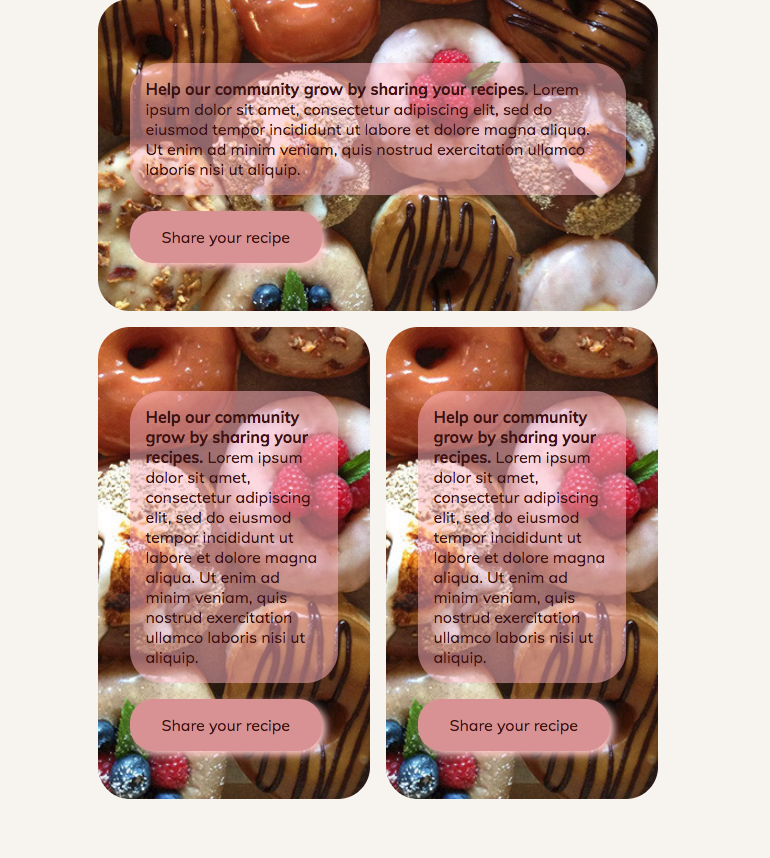 Help our community grow by sharing your recipes. Lorem
ipsum dolor sit amet, consectetur adipiscing elit, sed do
eiusmod tempor incididunt ut labore et dolore magna aliqua.
Ut enim ad minim veniam, quis nostrud exercitation ullamco
laboris nisi ut aliquip.
Share your recipe
Help our community
grow by sharing your
recipes. Lorem ipsum
dolor sit amet,
consectetur adipiscing
elit, sed do eiusmod
tempor incididunt ut
labore et dolore magna
aliqua. Ut enim ad
minim veniam, quis
nostrud exercitation
ullamco laboris nisi ut
aliquip.
Share your recipe
Help our community
grow by sharing your
recipes. Lorem ipsum
dolor sit amet,
consectetur adipiscing
elit, sed do eiusmod
tempor incididunt ut
labore et dolore magna
aliqua. Ut enim ad
minim veniam, quis
nostrud exercitation
ullamco laboris nisi ut
aliquip.
Share your recipe